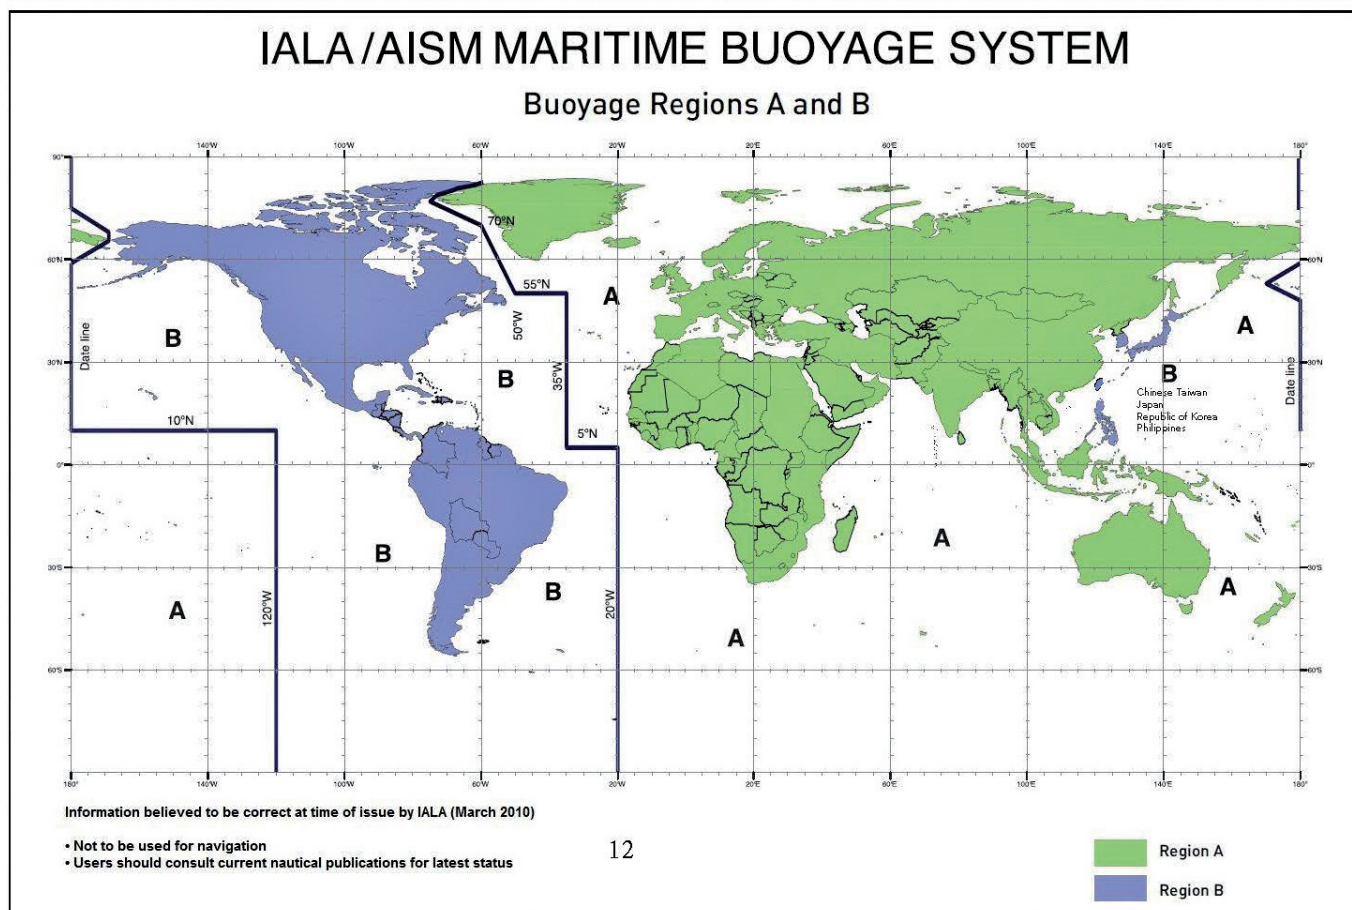 IALA/AISM MARITIME BUOYAGE SYSTEM
Buoyage Regions A and B
140°W 100°W 60°W 20°W 20°E 60°E 100°E 140°E 180°
90°
70°N
60°N 60°N
55°N
A
50°W
B
A
Date line
30°N
B
35°W
B
30°N
Date line
Chinese Taiwan
Japan
Republic of Korea
Philippines
10°N
5°N
0° 0°
A
B
30°S 30°S
A
B
A
120°W
20°W
A
60°S 60°S
180° 140°W 100°W 60°W 20°W 20°E 60°E 100°E 140°E 180°
Information believed to be correct at time of issue by IALA (March 2010)
• Not to be used for navigation
• Users should consult current nautical publications for latest status
12
Region A
Region B